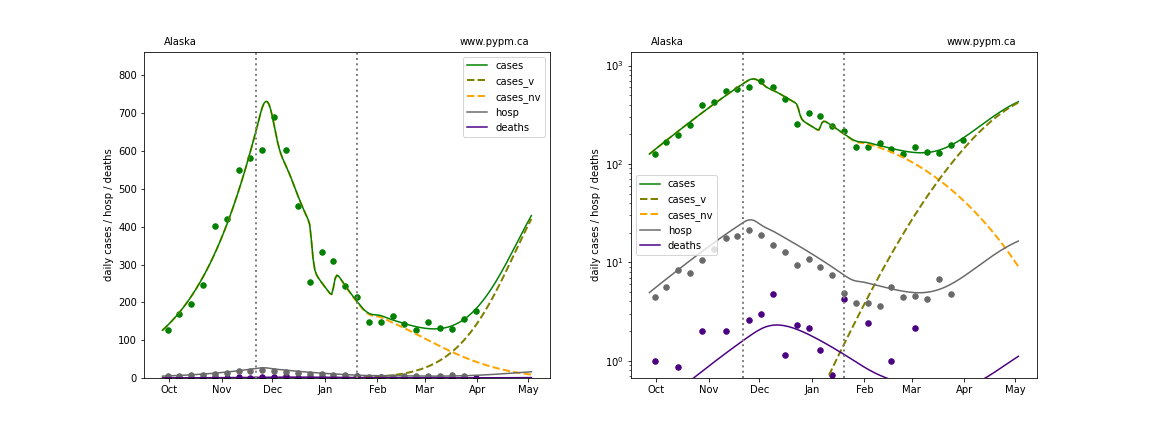 Alaska www.pypm.ca
daily cases / hosp / deaths
800
700
600
500
400
300
200
100
0
Oct Nov Dec Jan Feb Mar Apr May
cases
cases_v
cases_nv
hosp
deaths
Alaska www.pypm.ca
daily cases / hosp / deaths
10³
10²
10¹
10⁰
Oct Nov Dec Jan Feb Mar Apr May
cases
cases_v
cases_nv
hosp
deaths